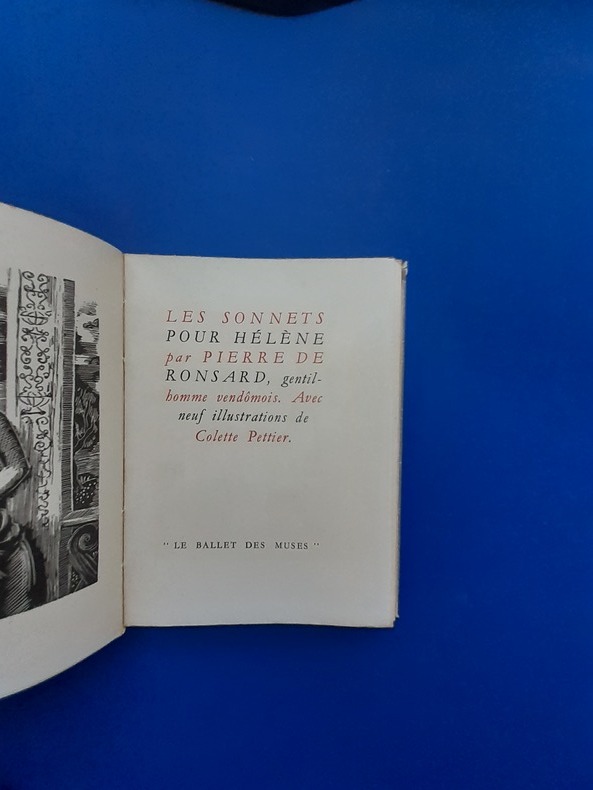 LES SONNETS
POUR HÉLÈNE
par PIERRE DE
RONSARD, gentil-
homme vendômois. Avec
neuf illustrations de
Colette Pettier.
" LE BALLET DES MUSES "